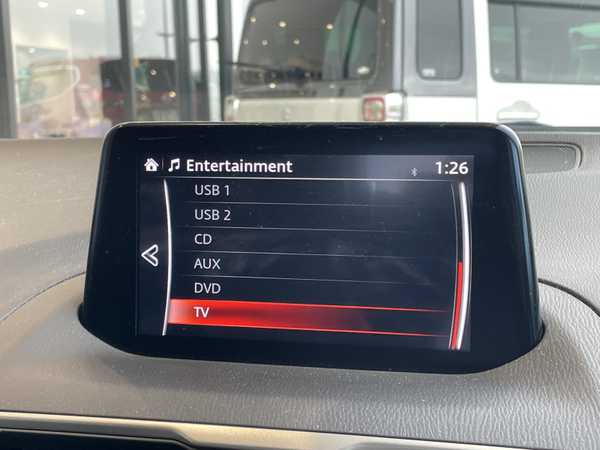 Entertainment 1:26
USB 1
USB 2
CD
AUX
DVD
TV